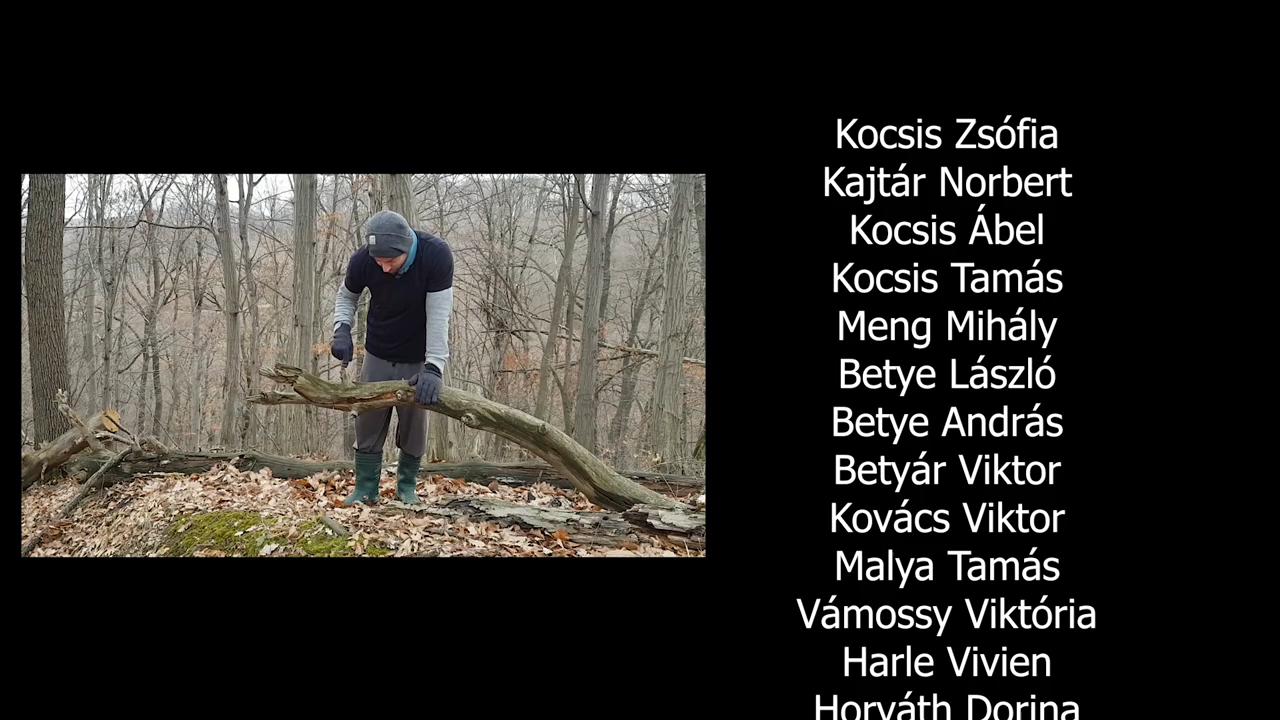 Kocsis Zsófia
Kajtár Norbert
Kocsis Ábel
Kocsis Tamás
Meng Mihály
Betye László
Betye András
Betyár Viktor
Kovács Viktor
Malya Tamás
Vámossy Viktória
Harle Vivien
Horváth Dorina